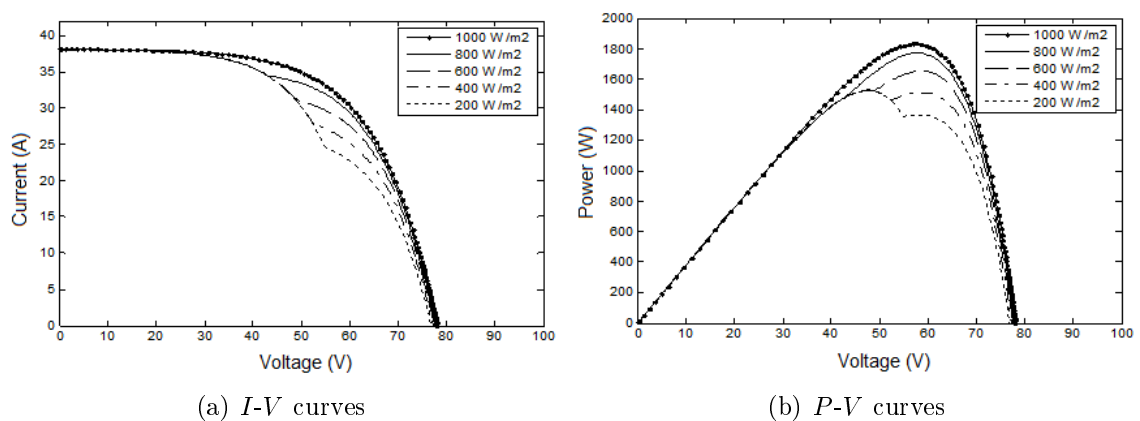 40
35
30
25
20
15
10
5
0
Current (A)
0 10 20 30 40 50 60 70 80 90 100
Voltage (V)
1000 W/m2
800 W/m2
600 W/m2
400 W/m2
200 W/m2
(a) I-V curves
2000
1800
1600
1400
1200
1000
800
600
400
200
0
Power (W)
0 10 20 30 40 50 60 70 80 90 100
Voltage (V)
1000 W/m2
800 W/m2
600 W/m2
400 W/m2
200 W/m2
(b) P-V curves